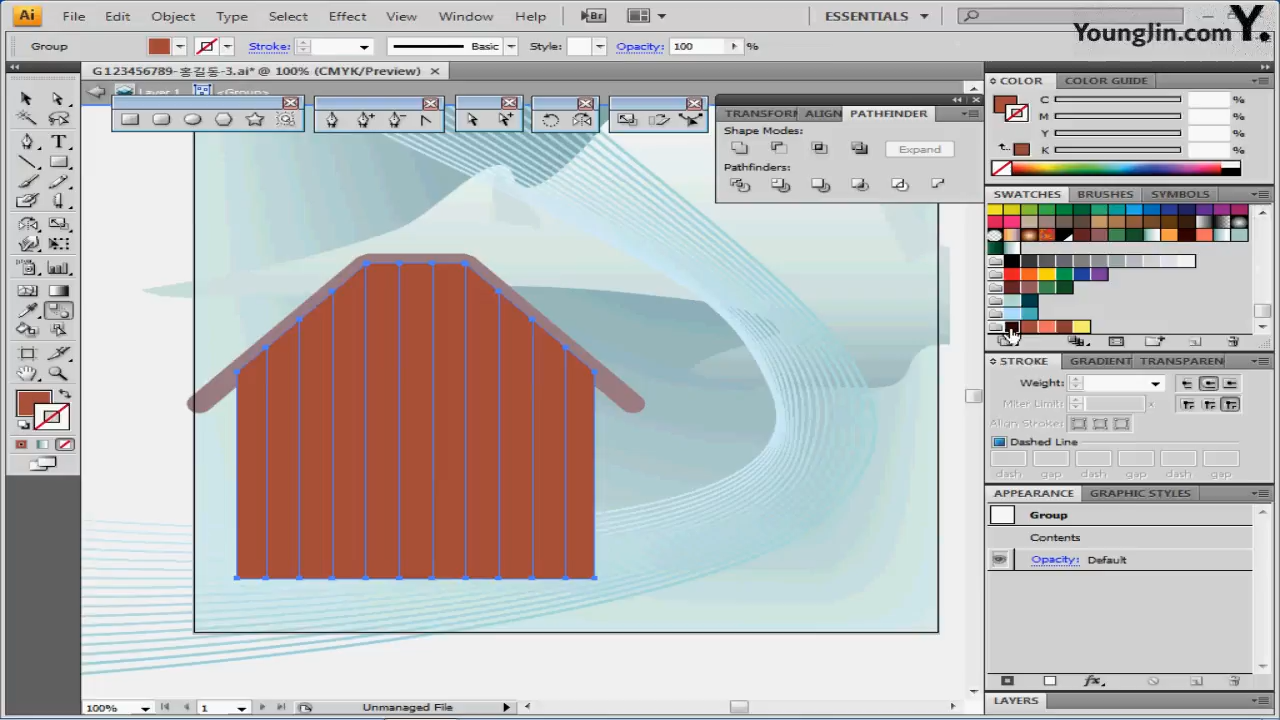 Ai File Edit Object Type Select Effect View Window Help Br ESSENTIALS
YoungJin.com Y.
Group Stroke: Basic Style: Opacity: 100 %
G123456789-홍길동-3.ai* @ 100% (CMYK/Preview)
Layer 1 <Group>
TRANSFORM ALIGN PATHFINDER
Shape Modes:
Expand
Pathfinders:
COLOR COLOR GUIDE
C %
M %
Y %
K %
SWATCHES BRUSHES SYMBOLS
STROKE GRADIENT TRANSPAREN
Weight:
Miter Limit: x
Align Stroke:
Dashed Line
dash gap dash gap dash gap
APPEARANCE GRAPHIC STYLES
Group
Contents
Opacity: Default
fx
LAYERS
100% 1 Unmanaged File